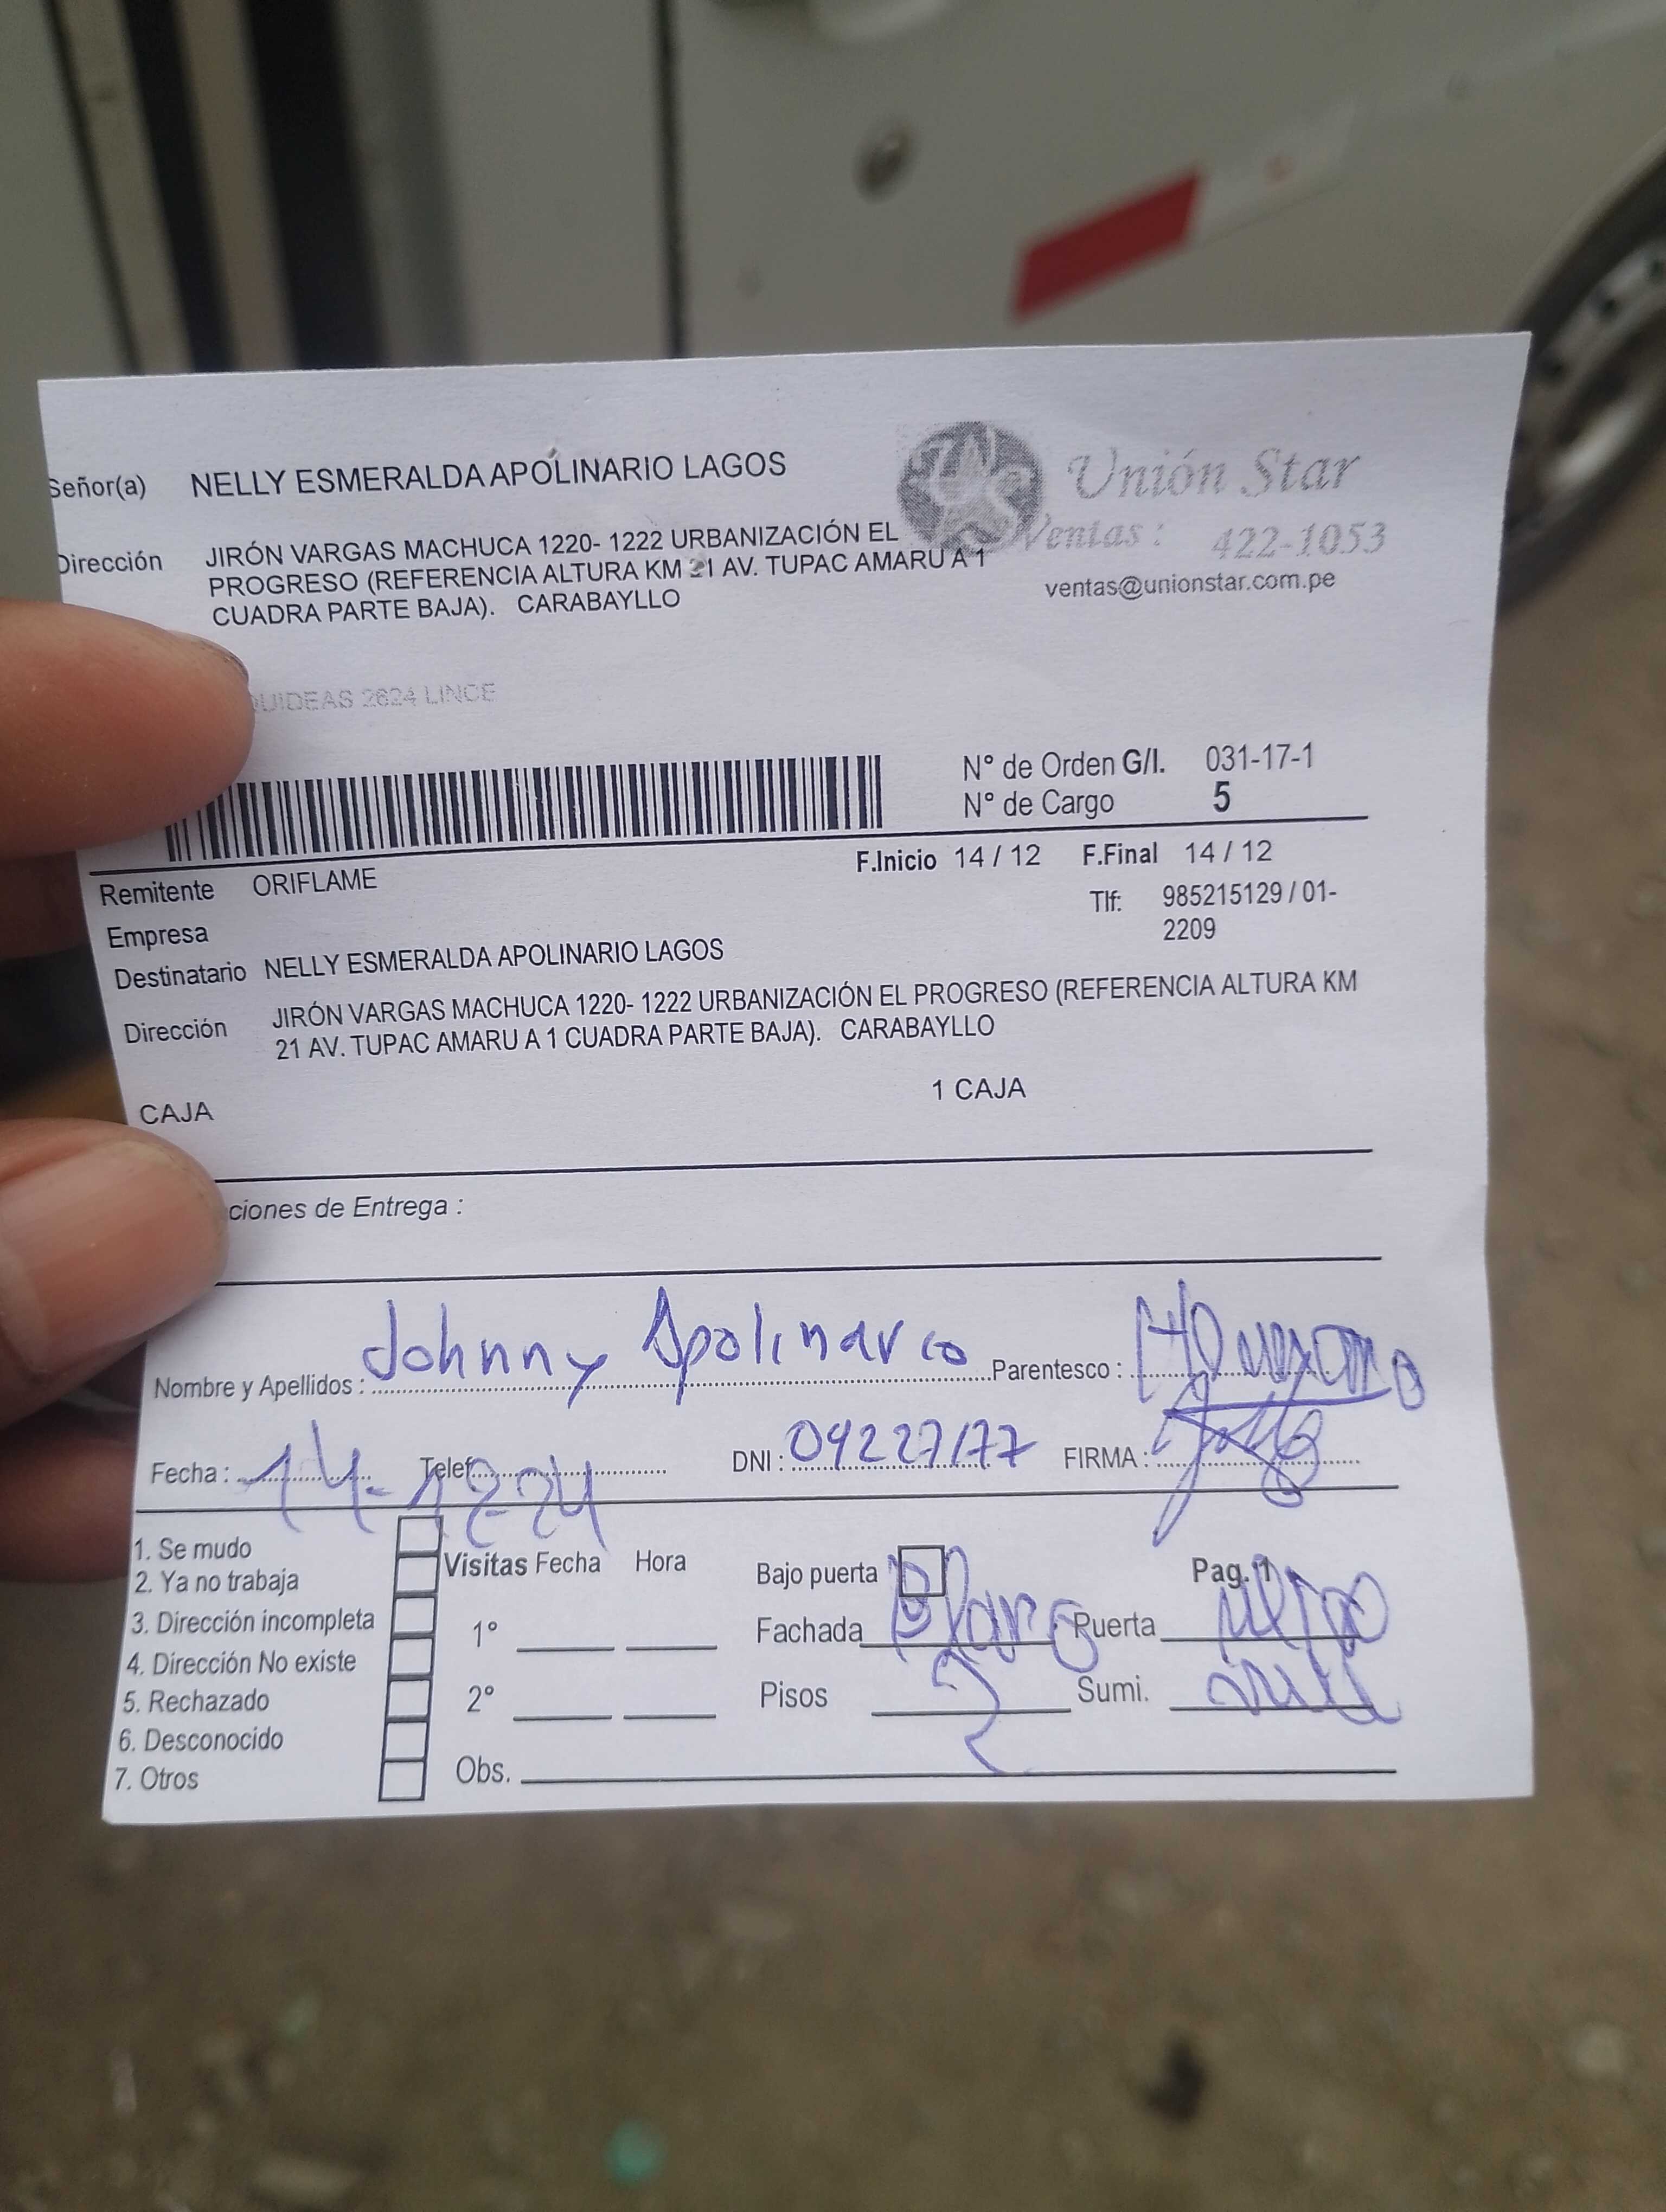 Señor(a) NELLY ESMERALDA APOLINARIO LAGOS
Unión Star
Dirección JIRÓN VARGAS MACHUCA 1220- 1222 URBANIZACIÓN EL
PROGRESO (REFERENCIA ALTURA KM 21 AV. TUPAC AMARU A 1
CUADRA PARTE BAJA). CARABAYLLO
Ventas : 422-1053
ventas@unionstar.com.pe
2624 LINCE
N° de Orden G/I. 031-17-1
N° de Cargo 5
F.Inicio 14 / 12 F.Final 14 / 12
Remitente ORIFLAME
Tlf: 985215129 / 01-
2209
Empresa
Destinatario NELLY ESMERALDA APOLINARIO LAGOS
Dirección JIRÓN VARGAS MACHUCA 1220- 1222 URBANIZACIÓN EL PROGRESO (REFERENCIA ALTURA KM
21 AV. TUPAC AMARU A 1 CUADRA PARTE BAJA). CARABAYLLO
CAJA 1 CAJA
ciones de Entrega :
Nombre y Apellidos : Johnny Apolinario Parentesco :
Fecha : 14-12-24 Telef. DNI : 09227177 FIRMA :
1. Se mudo
2. Ya no trabaja
3. Dirección incompleta
4. Dirección No existe
5. Rechazado
6. Desconocido
7. Otros
Visitas Fecha Hora
1°
2°
Obs.
Bajo puerta Pag. 1
Fachada Puerta
Pisos 2 Sumi.